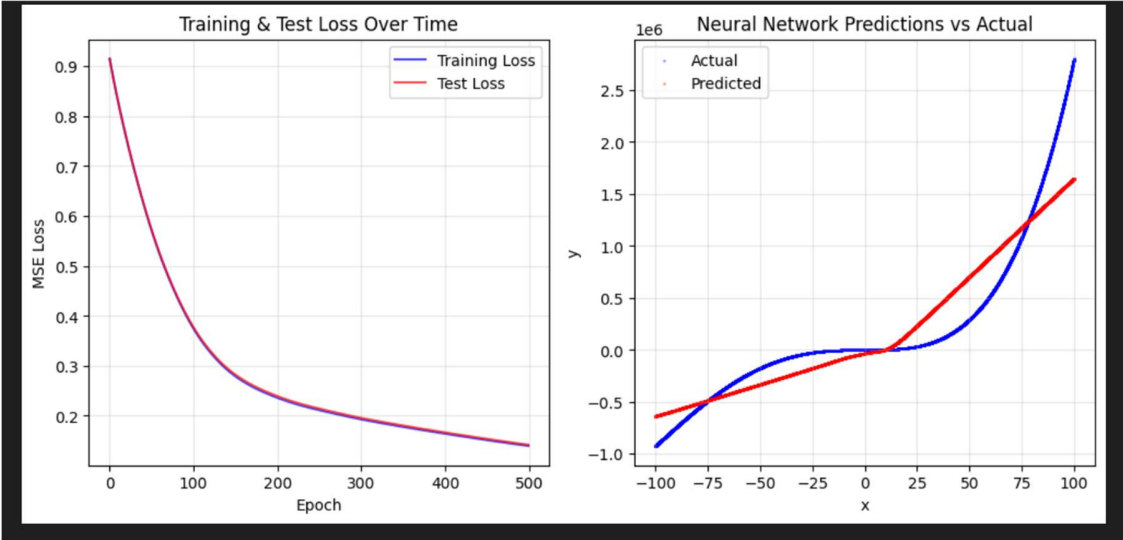 Training & Test Loss Over Time
Training Loss
Test Loss
MSE Loss
0.9
0.8
0.7
0.6
0.5
0.4
0.3
0.2
0 100 200 300 400 500
Epoch
Neural Network Predictions vs Actual
1e6
Actual
Predicted
y
2.5
2.0
1.5
1.0
0.5
0.0
−0.5
−1.0
−100 −75 −50 −25 0 25 50 75 100
x